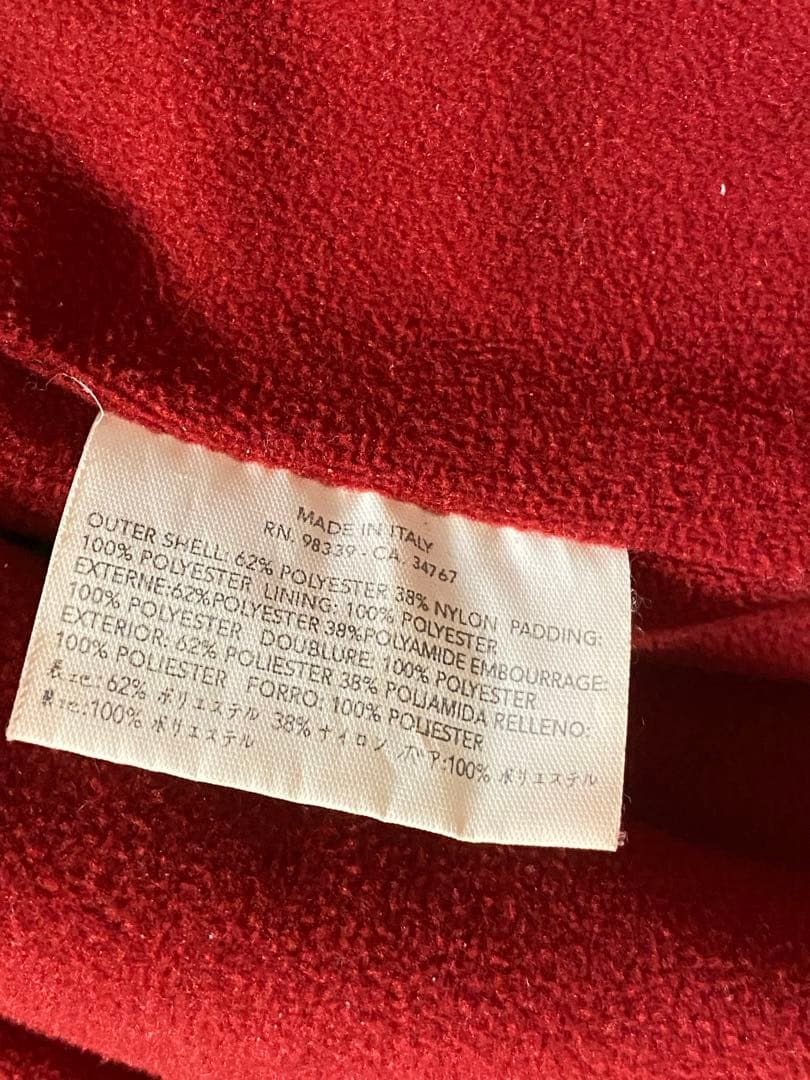 MADE IN ITALY
RN. 98339 - CA. 34767
OUTER SHELL: 62% POLYESTER 38% NYLON PADDING:
100% POLYESTER LINING: 100% POLYESTER
EXTERNE:62%POLYESTER 38%POLYAMIDE EMBOURRAGE:
100% POLYESTER DOUBLURE: 100% POLYESTER
EXTERIOR: 62% POLIESTER 38% POLIAMIDA RELLENO:
100% POLIESTER FORRO: 100% POLIESTER
表地: 62% ポリエステル 38% ナイロン :100% ポリエステル
裏地:100% ポリエステル